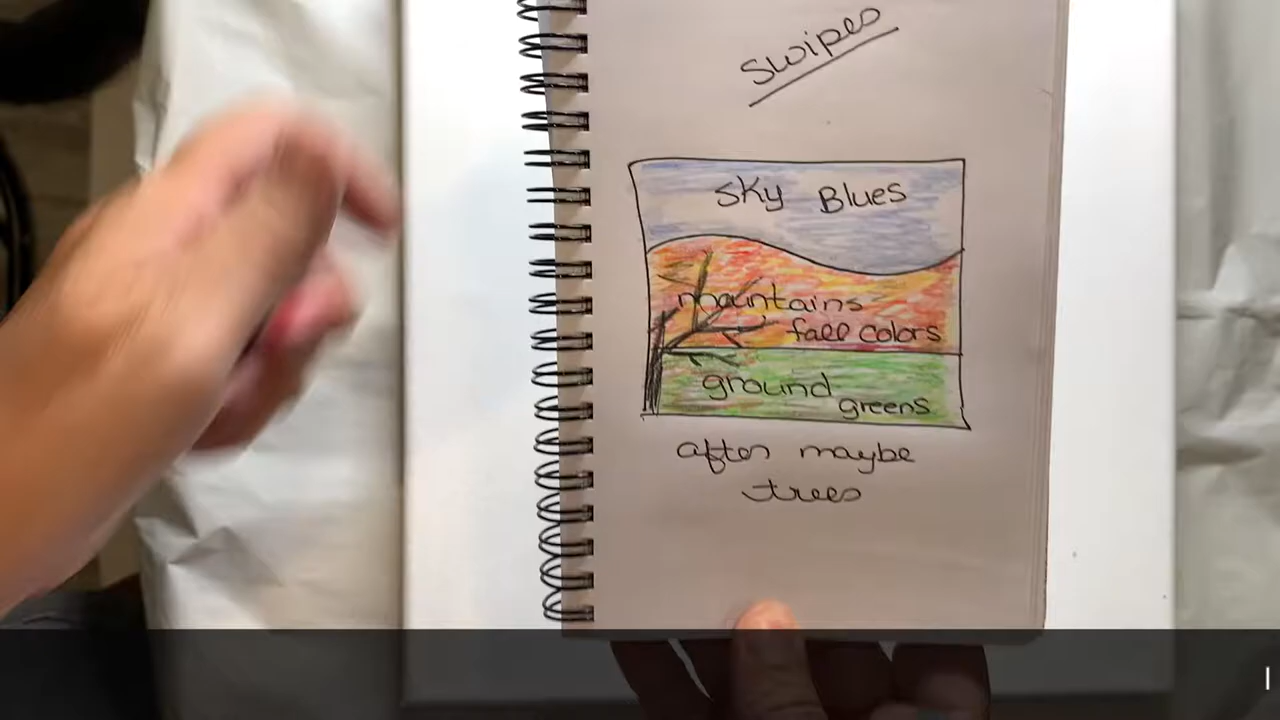 Swipes
Sky Blues
mountains
fall colors
ground
greens
after maybe
trees